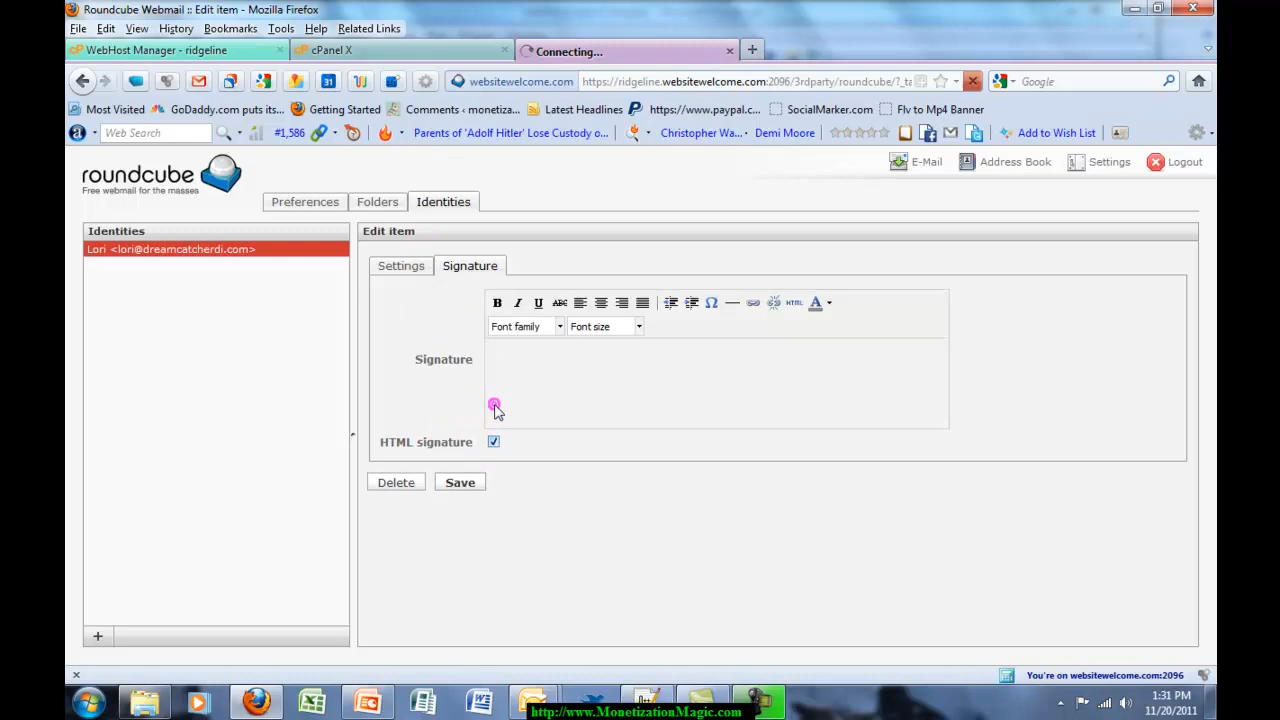 Roundcube Webmail :: Edit item - Mozilla Firefox
File Edit View History Bookmarks Tools Help Related Links
cP WebHost Manager - ridgeline
cP cPanel X
Connecting...
websitewelcome.com https://ridgeline.websitewelcome.com:2096/3rdparty/roundcube/?_ta
Google
Most Visited GoDaddy.com puts its... Getting Started Comments ‹ monetiza... Latest Headlines https://www.paypal.c... SocialMarker.com Flv to Mp4 Banner
a Web Search #1,586 Parents of 'Adolf Hitler' Lose Custody o... Christopher Wa... Demi Moore Add to Wish List
roundcube
Free webmail for the masses
E-Mail Address Book Settings Logout
Preferences Folders Identities
Identities
Lori <lori@dreamcatcherdi.com>
Edit item
Settings Signature
B I U ABC Ω HTML A
Font family Font size
Signature
HTML signature
Delete Save
You're on websitewelcome.com:2096
1:31 PM
11/20/2011
http://www.MonetizationMagic.com